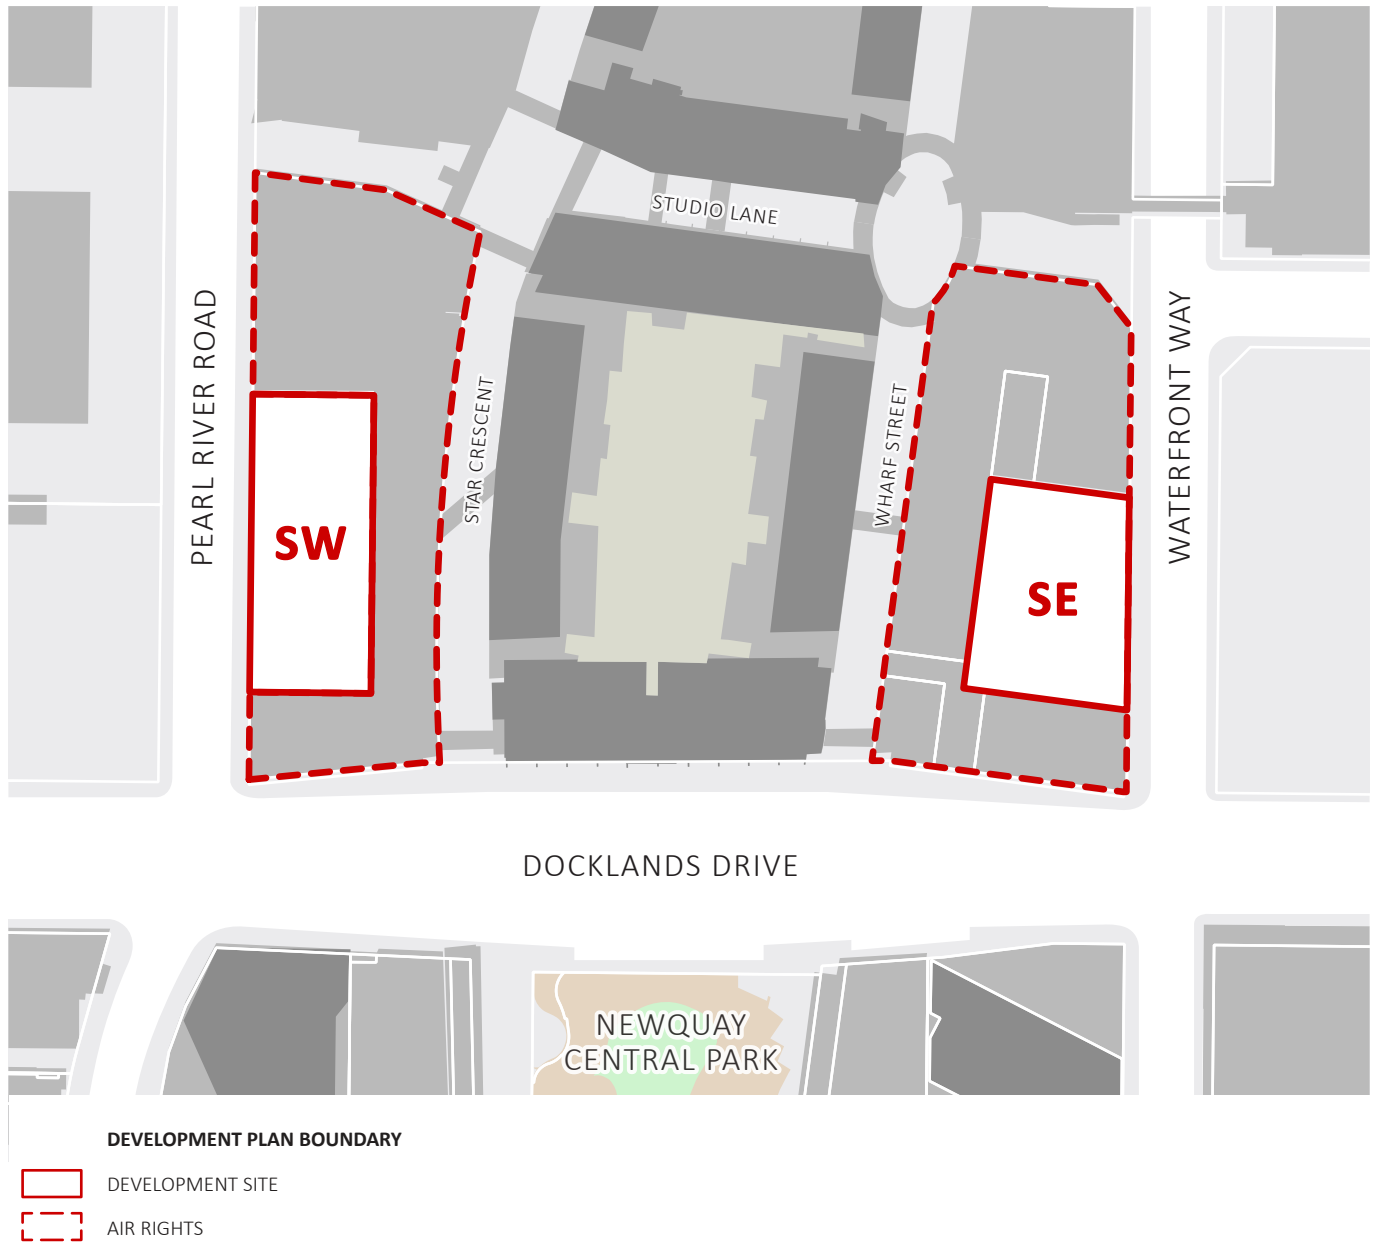 STUDIO LANE
PEARL RIVER ROAD
WATERFRONT WAY
STAR CRESCENT
WHARF STREET
SW
SE
DOCKLANDS DRIVE
NEWQUAY
CENTRAL PARK
DEVELOPMENT PLAN BOUNDARY
DEVELOPMENT SITE
AIR RIGHTS